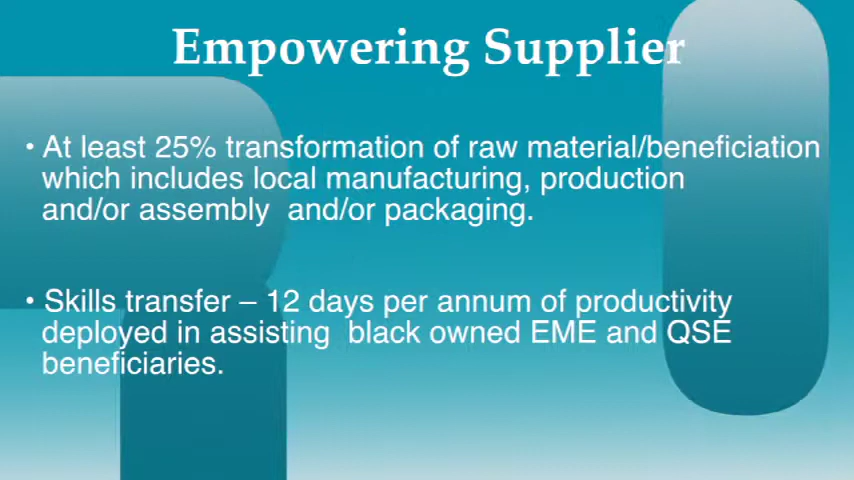 Empowering Supplier
• At least 25% transformation of raw material/beneficiation
which includes local manufacturing, production
and/or assembly  and/or packaging.
• Skills transfer – 12 days per annum of productivity
deployed in assisting  black owned EME and QSE
beneficiaries.